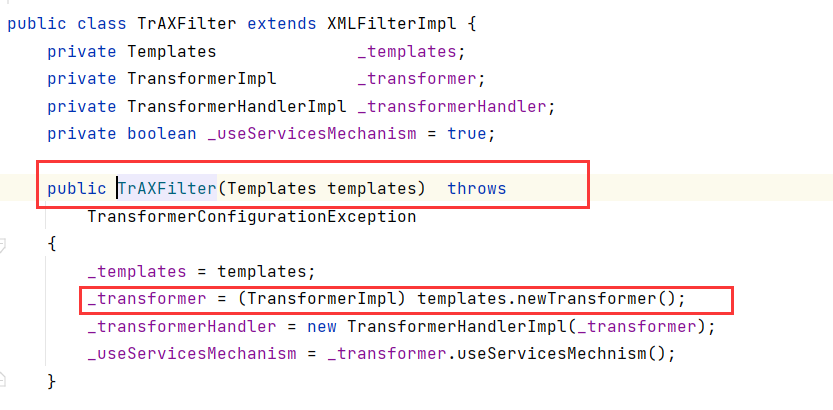 public class TrAXFilter extends XMLFilterImpl {
    private Templates              _templates;
    private TransformerImpl        _transformer;
    private TransformerHandlerImpl _transformerHandler;
    private boolean _useServicesMechanism = true;
    public TrAXFilter(Templates templates)  throws
        TransformerConfigurationException
    {
        _templates = templates;
        _transformer = (TransformerImpl) templates.newTransformer();
        _transformerHandler = new TransformerHandlerImpl(_transformer);
        _useServicesMechanism = _transformer.useServicesMechnism();
    }